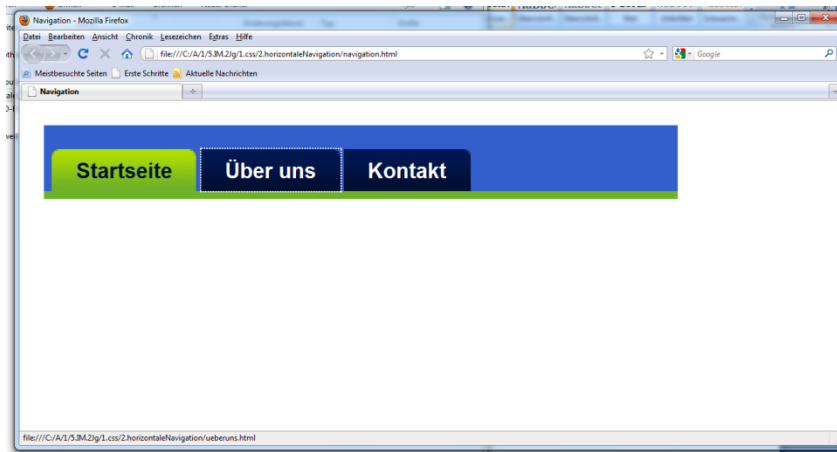 Navigation - Mozilla Firefox
Datei Bearbeiten Ansicht Chronik Lesezeichen Extras Hilfe
file:///C:/A/1/5.IM.2Jg/1.css/2.horizontaleNavigation/navigation.html
Google
Meistbesuchte Seiten Erste Schritte Aktuelle Nachrichten
Navigation
Startseite Über uns Kontakt
file:///C:/A/1/5.IM.2Jg/1.css/2.horizontaleNavigation/ueberuns.html